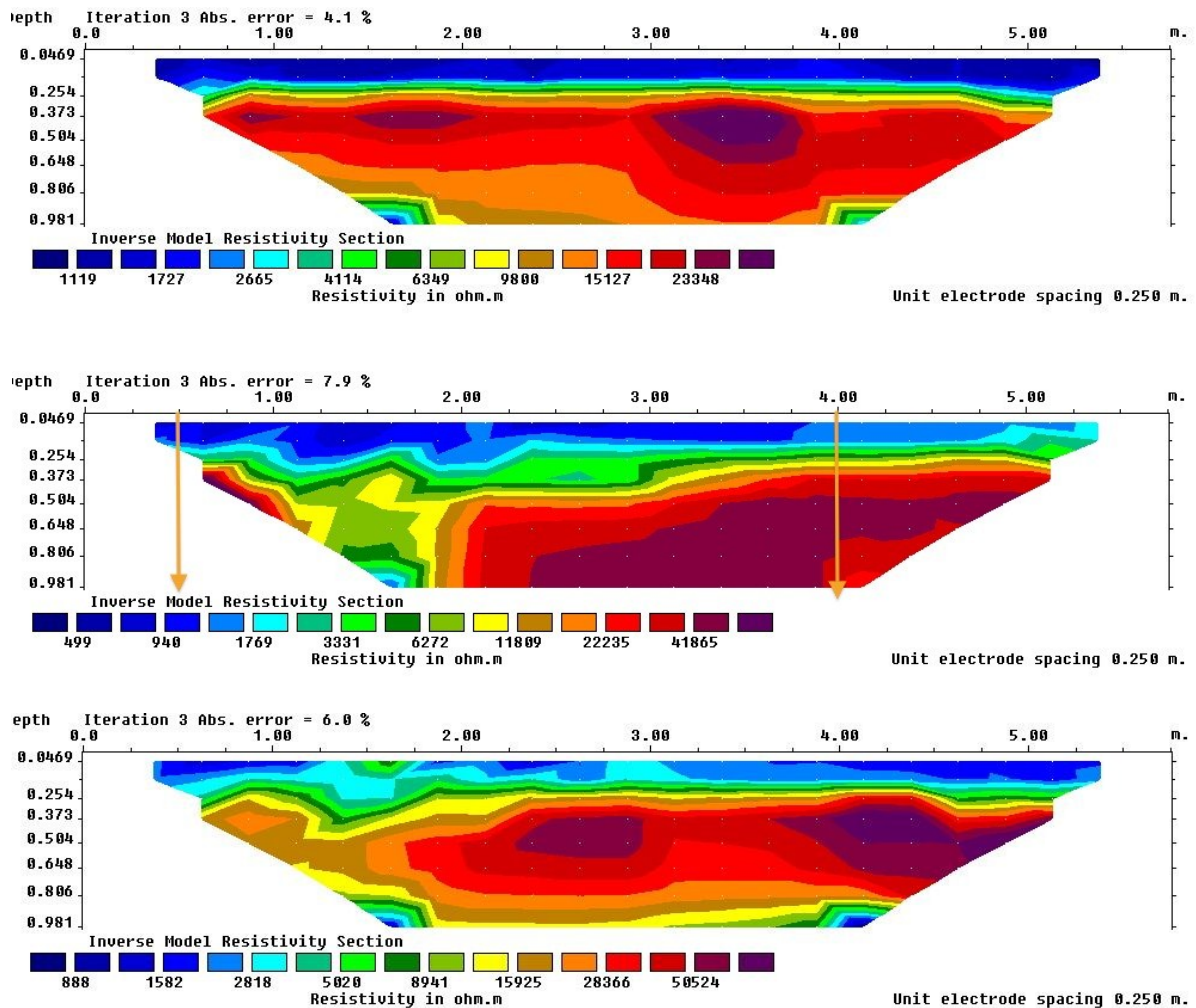 epth Iteration 3 Abs. error = 4.1 %
0.0 1.00 2.00 3.00 4.00 5.00 m.
0.0469
0.254
0.373
0.504
0.648
0.806
0.981
Inverse Model Resistivity Section
1119 1727 2665 4114 6349 9800 15127 23348
Resistivity in ohm.m Unit electrode spacing 0.250 m.
epth Iteration 3 Abs. error = 7.9 %
0.0 1.00 2.00 3.00 4.00 5.00 m.
0.0469
0.254
0.373
0.504
0.648
0.806
0.981
Inverse Model Resistivity Section
499 940 1769 3331 6272 11809 22235 41865
Resistivity in ohm.m Unit electrode spacing 0.250 m.
epth Iteration 3 Abs. error = 6.0 %
0.0 1.00 2.00 3.00 4.00 5.00 m.
0.0469
0.254
0.373
0.504
0.648
0.806
0.981
Inverse Model Resistivity Section
888 1582 2818 5020 8941 15925 28366 50524
Resistivity in ohm.m Unit electrode spacing 0.250 m.